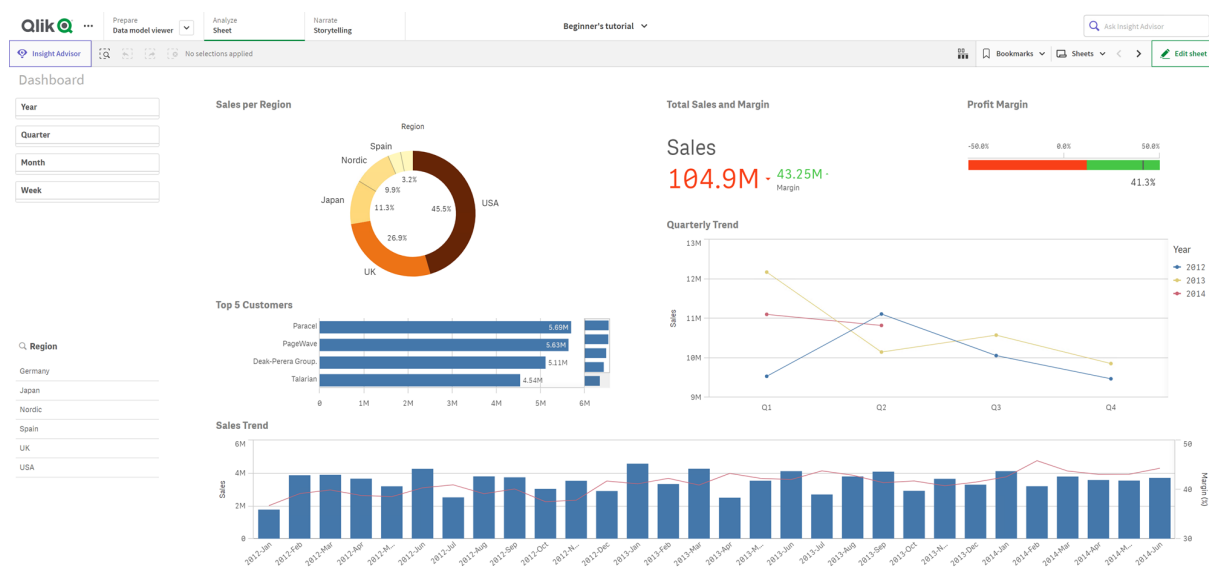 Qlik
Prepare
Data model viewer
Analyze
Sheet
Narrate
Storytelling
Beginner's tutorial
Ask Insight Advisor
Insight Advisor
No selections applied
Bookmarks
Sheets
Edit sheet
Dashboard
Year
Quarter
Month
Week
Region
Germany
Japan
Nordic
Spain
UK
USA
Sales per Region
Region
Spain
Nordic
Japan
UK
USA
3.2%
9.9%
11.3%
26.9%
45.5%
Total Sales and Margin
Sales
104.9M -
43.25M -
Margin
Profit Margin
-50.0%
0.0%
50.0%
41.3%
Top 5 Customers
Paracel
5.69M
PageWave
5.63M
Deak-Perera Group.
5.11M
Talarian
4.54M
0 1M 2M 3M 4M 5M 6M
Quarterly Trend
Sales
13M
12M
11M
10M
9M
Q1 Q2 Q3 Q4
Year
2012
2013
2014
Sales Trend
Sales
6M
4M
2M
0
50
40
30
Margin (%)
2012-Jan
2012-Feb
2012-Mar
2012-Apr
2012-M...
2012-Jun
2012-Jul
2012-Aug
2012-Sep
2012-Oct
2012-N...
2012-Dec
2013-Jan
2013-Feb
2013-Mar
2013-Apr
2013-M...
2013-Jun
2013-Jul
2013-Aug
2013-Sep
2013-Oct
2013-N...
2013-Dec
2014-Jan
2014-Feb
2014-Mar
2014-Apr
2014-M...
2014-Jun